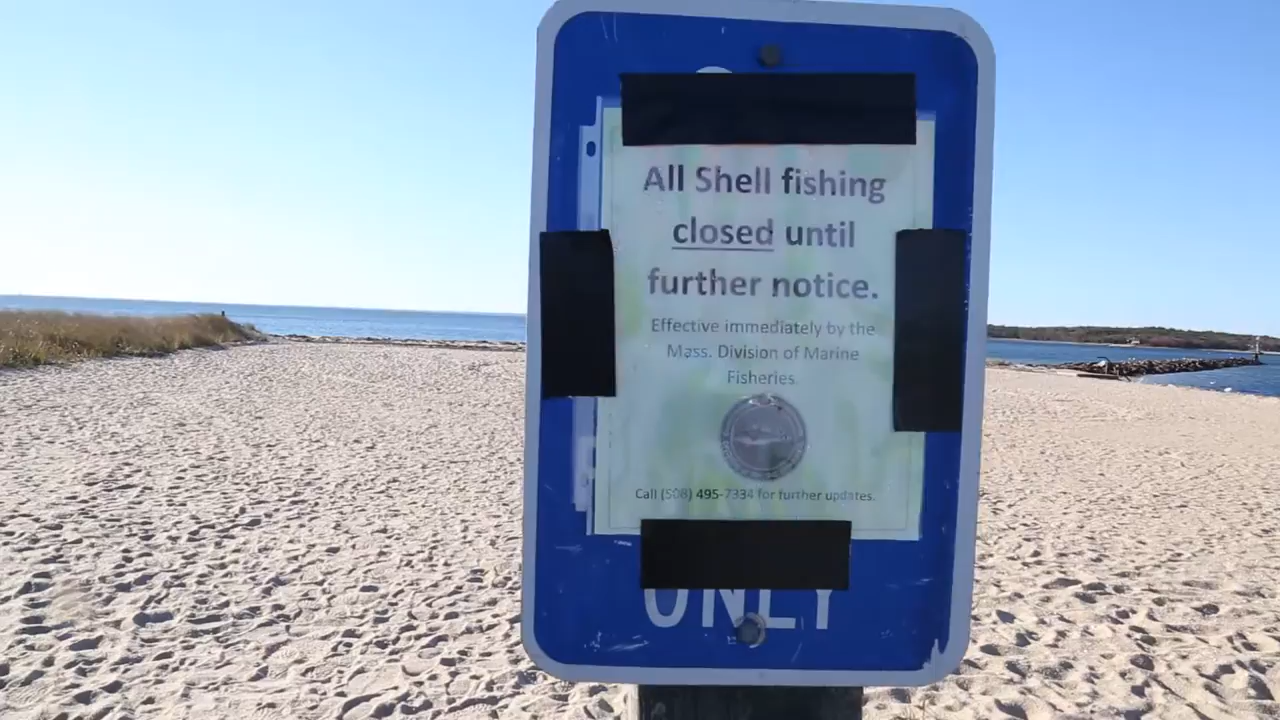 All Shell fishing
closed until
further notice.
Effective immediately by the
Mass. Division of Marine
Fisheries.
Call (508) 495-7334 for further updates.
ONLY